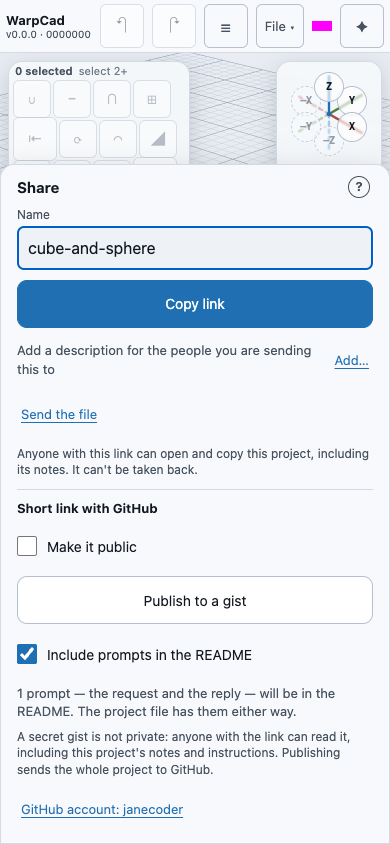 WarpCad
v0.0.0 · 0000000
File
0 selected select 2+
Z
Y
X
−X
−Y
−Z
Share
?
Name
cube-and-sphere
Copy link
Add a description for the people you are sending
this to
Add…
Send the file
Anyone with this link can open and copy this project, including
its notes. It can't be taken back.
Short link with GitHub
Make it public
Publish to a gist
Include prompts in the README
1 prompt — the request and the reply — will be in the
README. The project file has them either way.
A secret gist is not private: anyone with the link can read it,
including this project's notes and instructions. Publishing
sends the whole project to GitHub.
GitHub account: janecoder